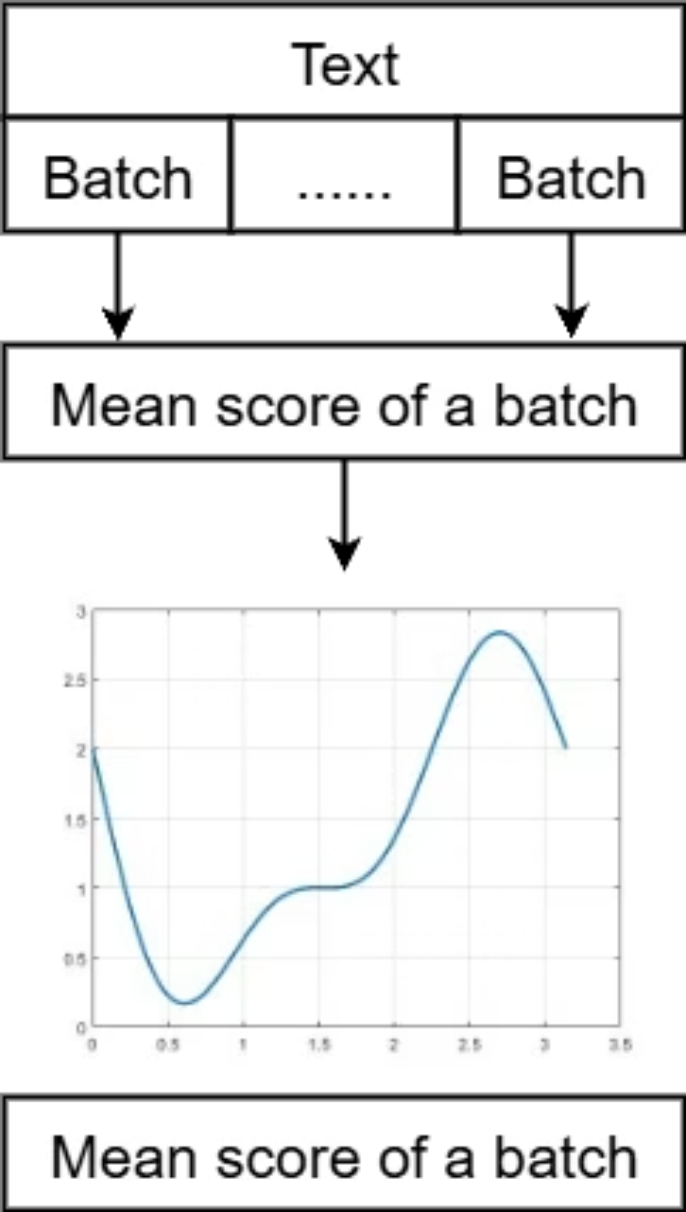 Text
Batch ...... Batch
Mean score of a batch
3
2.5
2
1.5
1
0.5
0
0 0.5 1 1.5 2 2.5 3 3.5
Mean score of a batch